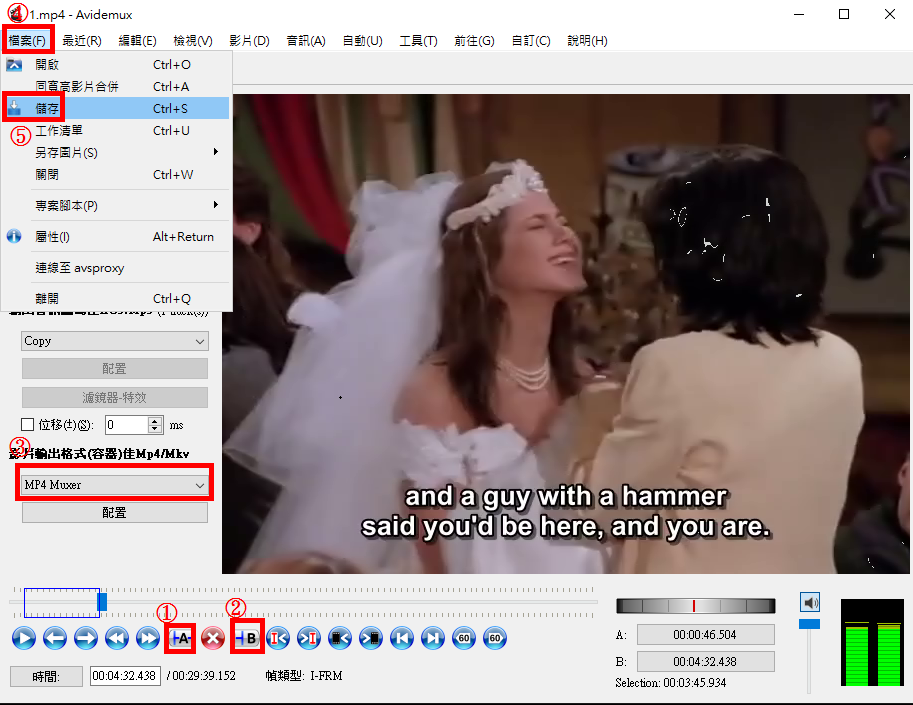 ④1.mp4 - Avidemux
檔案(F) 最近(R) 編輯(E) 檢視(V) 影片(D) 音訊(A) 自動(U) 工具(T) 前往(G) 自訂(C) 說明(H)
開啟 Ctrl+O
同寬高影片合併 Ctrl+A
儲存 Ctrl+S
⑤
工作清單 Ctrl+U
另存圖片(S)
關閉 Ctrl+W
專案腳本(P)
屬性(I) Alt+Return
連線至 avsproxy
離開 Ctrl+Q
Copy
配置
濾鏡器-特效
位移(t)(S): 0 ms
③
影片輸出格式(容器)佳Mp4/Mkv
MP4 Muxer
配置
and a guy with a hammer
said you'd be here, and you are.
① ②
A B 60 60
A: 00:00:46.504
B: 00:04:32.438
Selection: 00:03:45.934
時間: 00:04:32.438 / 00:29:39.152 幀類型: I-FRM